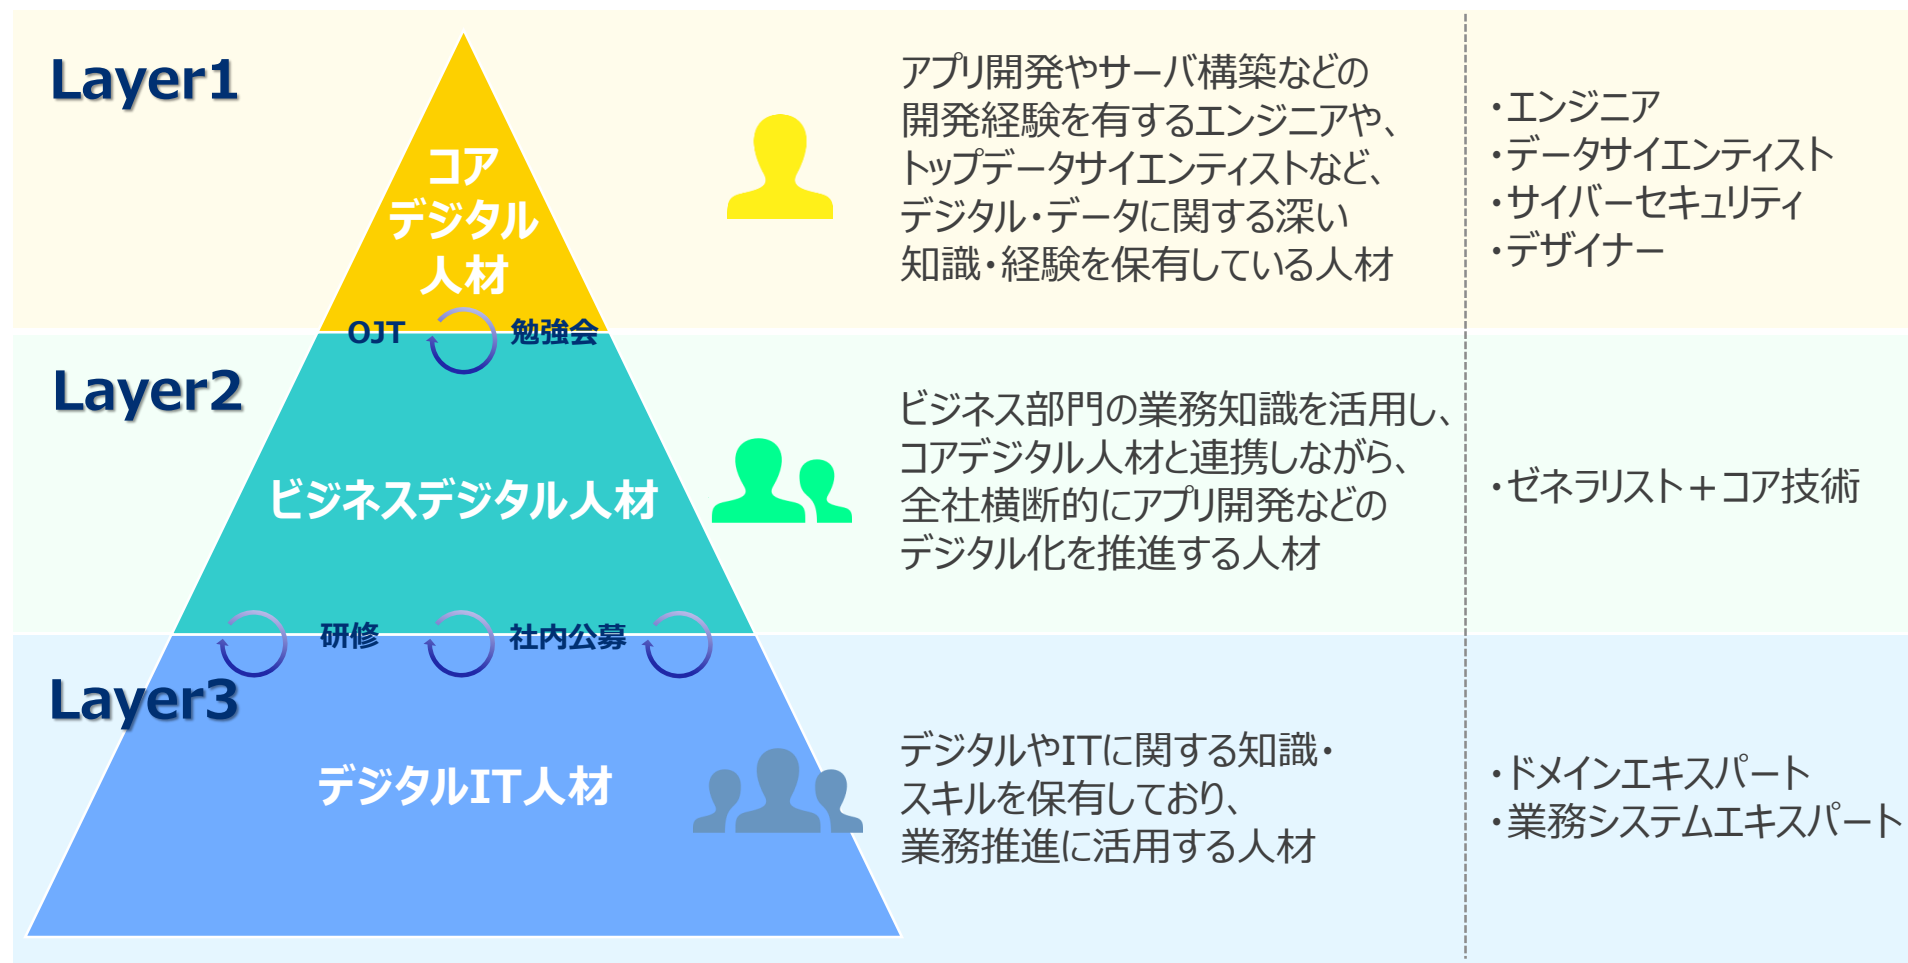 Layer1
コア
デジタル
人材
アプリ開発やサーバ構築などの
開発経験を有するエンジニアや、
トップデータサイエンティストなど、
デジタル・データに関する深い
知識・経験を保有している人材
・エンジニア
・データサイエンティスト
・サイバーセキュリティ
・デザイナー
OJT 勉強会
Layer2
ビジネスデジタル人材
ビジネス部門の業務知識を活用し、
コアデジタル人材と連携しながら、
全社横断的にアプリ開発などの
デジタル化を推進する人材
・ゼネラリスト＋コア技術
研修 社内公募
Layer3
デジタルIT人材
デジタルやITに関する知識・
スキルを保有しており、
業務推進に活用する人材
・ドメインエキスパート
・業務システムエキスパート